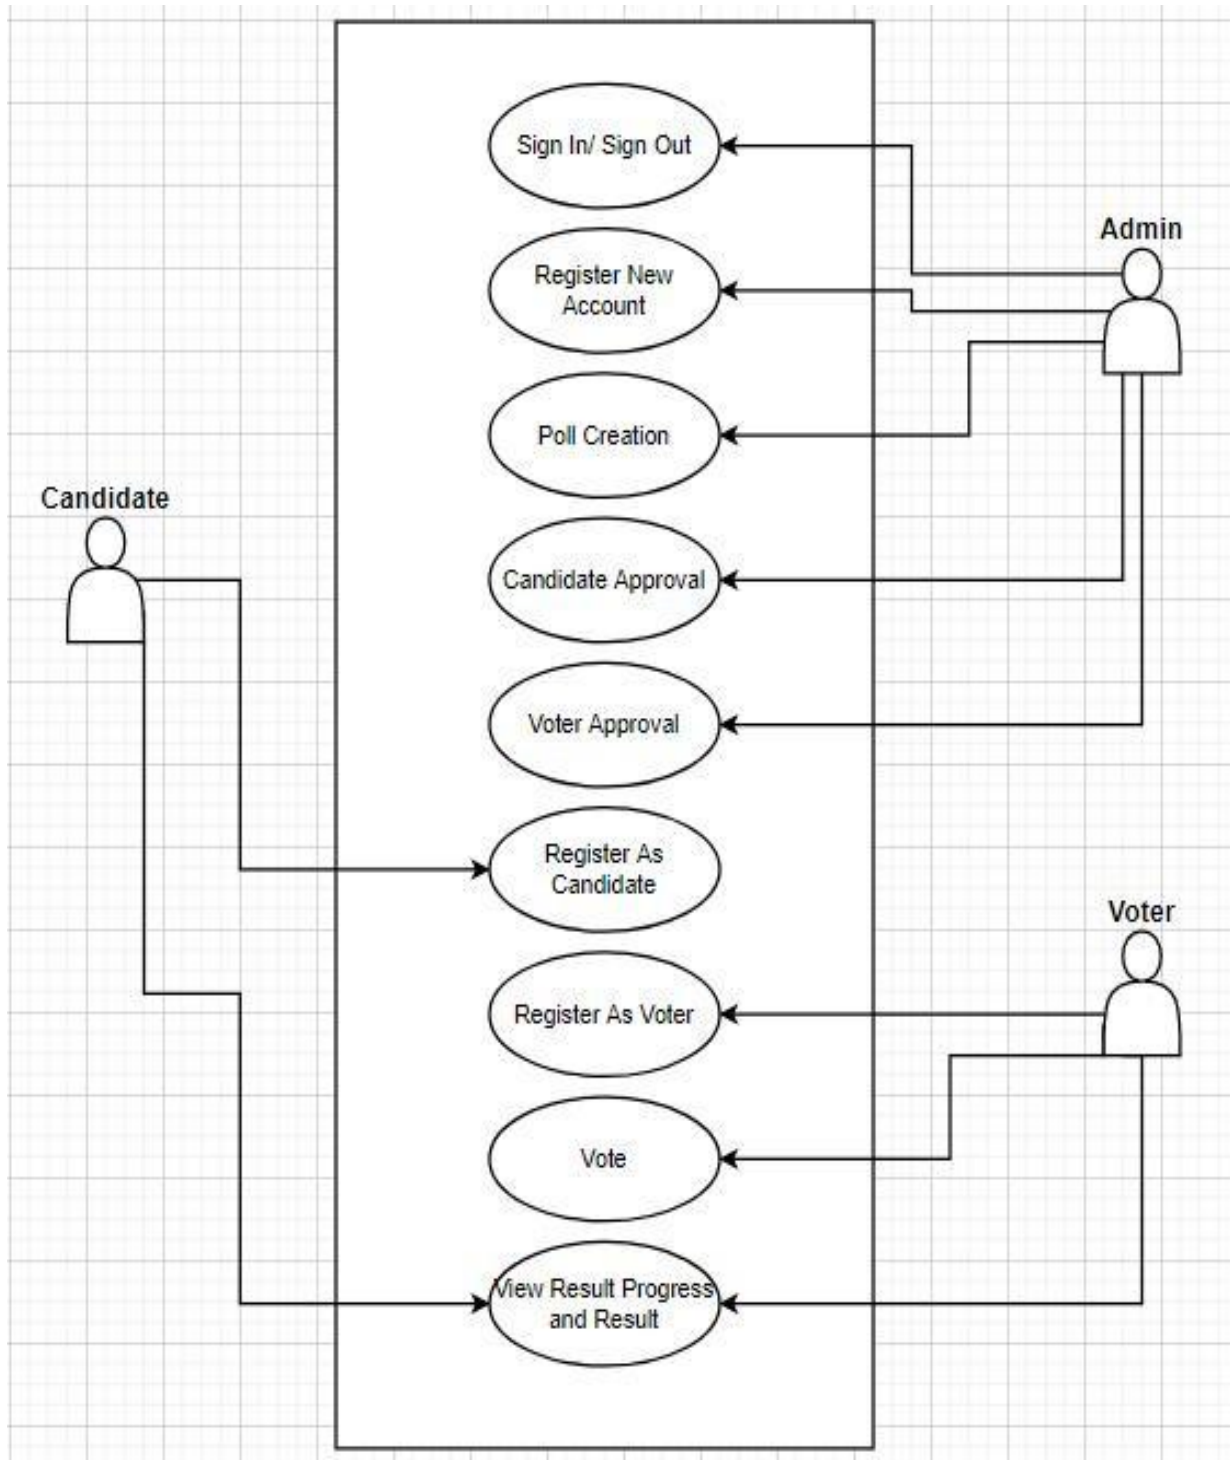 Sign In/ Sign Out
Admin
Register New
Account
Poll Creation
Candidate
Candidate Approval
Voter Approval
Register As
Candidate
Voter
Register As Voter
Vote
View Result Progress
and Result